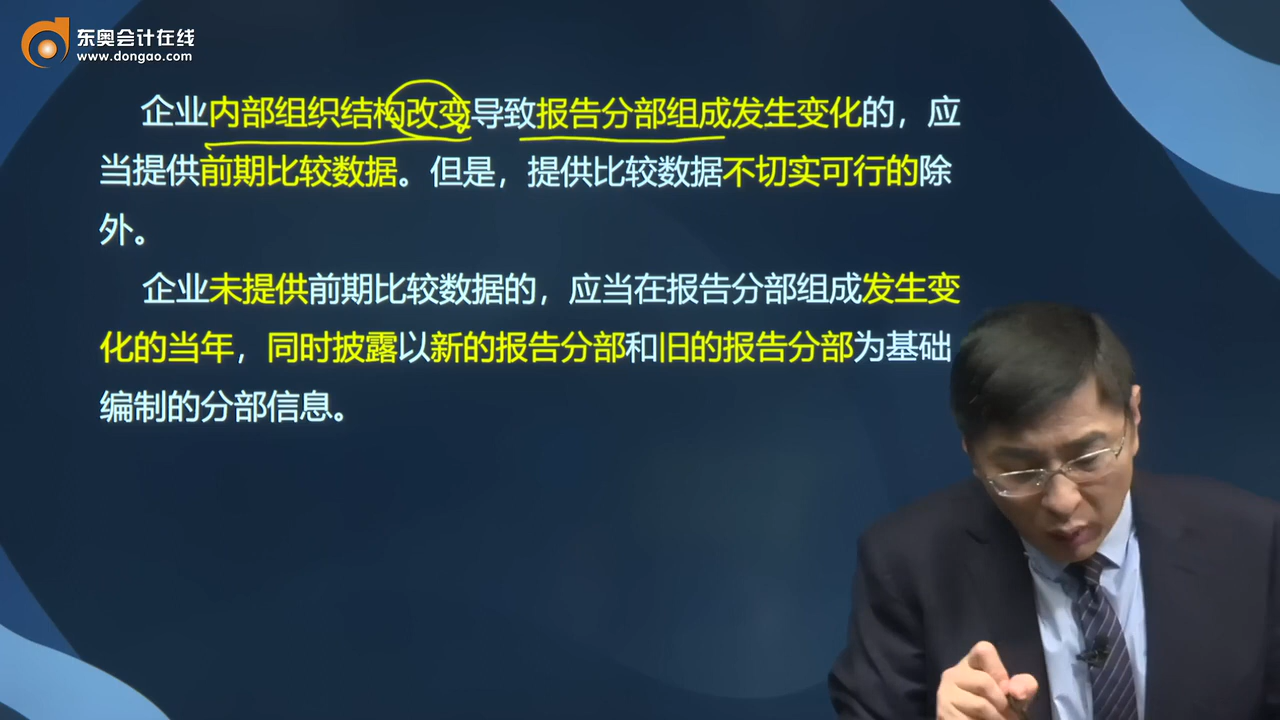 东奥会计在线
www.dongao.com
企业内部组织结构改变导致报告分部组成发生变化的，应
当提供前期比较数据。但是，提供比较数据不切实可行的除
外。
企业未提供前期比较数据的，应当在报告分部组成发生变
化的当年，同时披露以新的报告分部和旧的报告分部为基础
编制的分部信息。